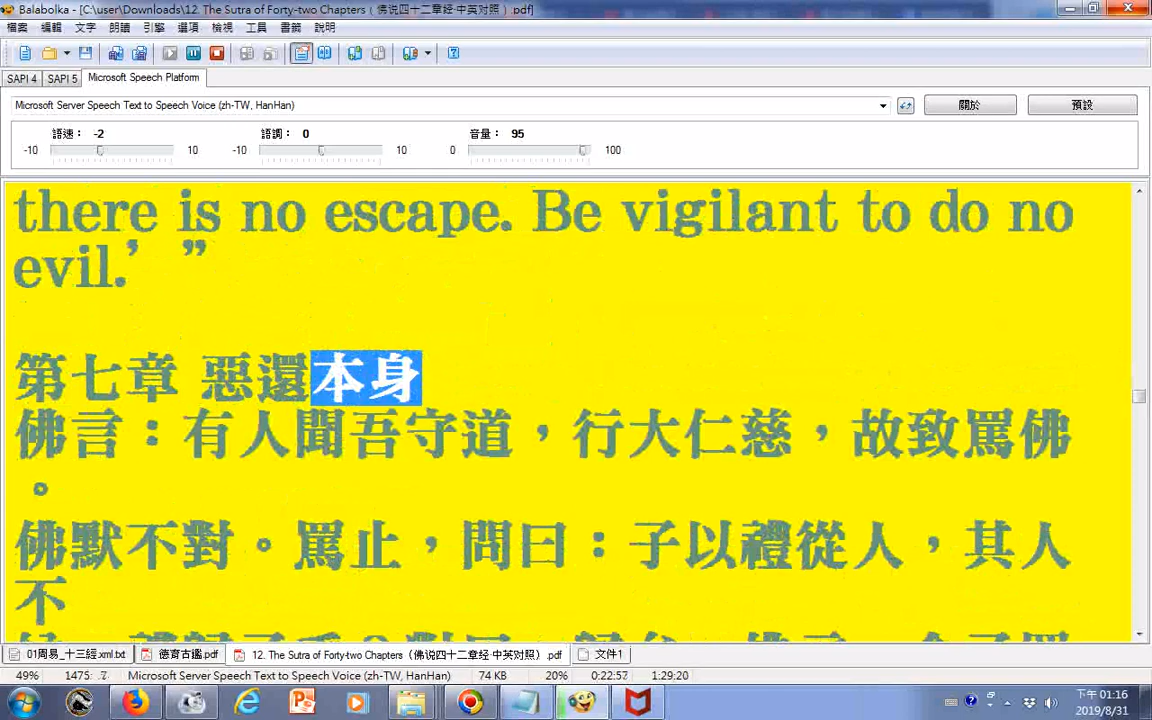 Balabolka - [C:\user\Downloads\12. The Sutra of Forty-two Chapters（佛说四十二章经·中英对照）.pdf]
檔案 編輯 文字 朗讀 引擎 選項 檢視 工具 書籤 說明
SAPI 4 SAPI 5 Microsoft Speech Platform
Microsoft Server Speech Text to Speech Voice (zh-TW, HanHan) 關於 預設
語速： -2 語調： 0 音量： 95
-10 10 -10 10 0 100
there is no escape. Be vigilant to do no
evil.’ ”
第七章 惡還本身
佛言：有人聞吾守道，行大仁慈，故致罵佛
。
佛默不對。罵止，問曰：子以禮從人，其人
不
01周易_十三經.xml.txt 德育古鑑.pdf 12. The Sutra of Forty-two Chapters（佛说四十二章经·中英对照）.pdf 文件1
49% 1475: 7 Microsoft Server Speech Text to Speech Voice (zh-TW, HanHan) 74 KB 20% 0:22:57 1:29:20
下午 01:16
2019/8/31